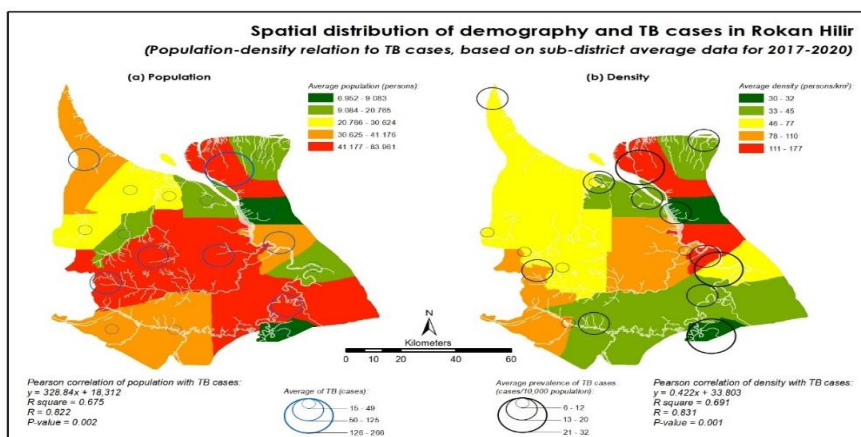 Spatial distribution of demography and TB cases in Rokan Hilir
(Population-density relation to TB cases, based on sub-district average data for 2017-2020)
(a) Population
Average population (persons)
6.952 - 9 083
9.084 - 20 765
20 766 - 30 624
30.625 - 41 176
41.177 - 83 961
(b) Density
Average density (persons/km²)
30 - 32
33 - 45
46 - 77
78 - 110
111 - 177
N
Kilometers
0 10 20 40 60
Pearson correlation of population with TB cases:
y = 328.84x + 18,312
R square = 0.675
R = 0.822
P-value = 0.002
Average of TB (cases):
15 - 49
50 - 125
126 - 266
Average prevalence of TB cases
(cases/10,000 population):
6 - 12
13 - 20
21 - 32
Pearson correlation of density with TB cases:
y = 0.422x + 33.803
R square = 0.691
R = 0.831
P-value = 0.001